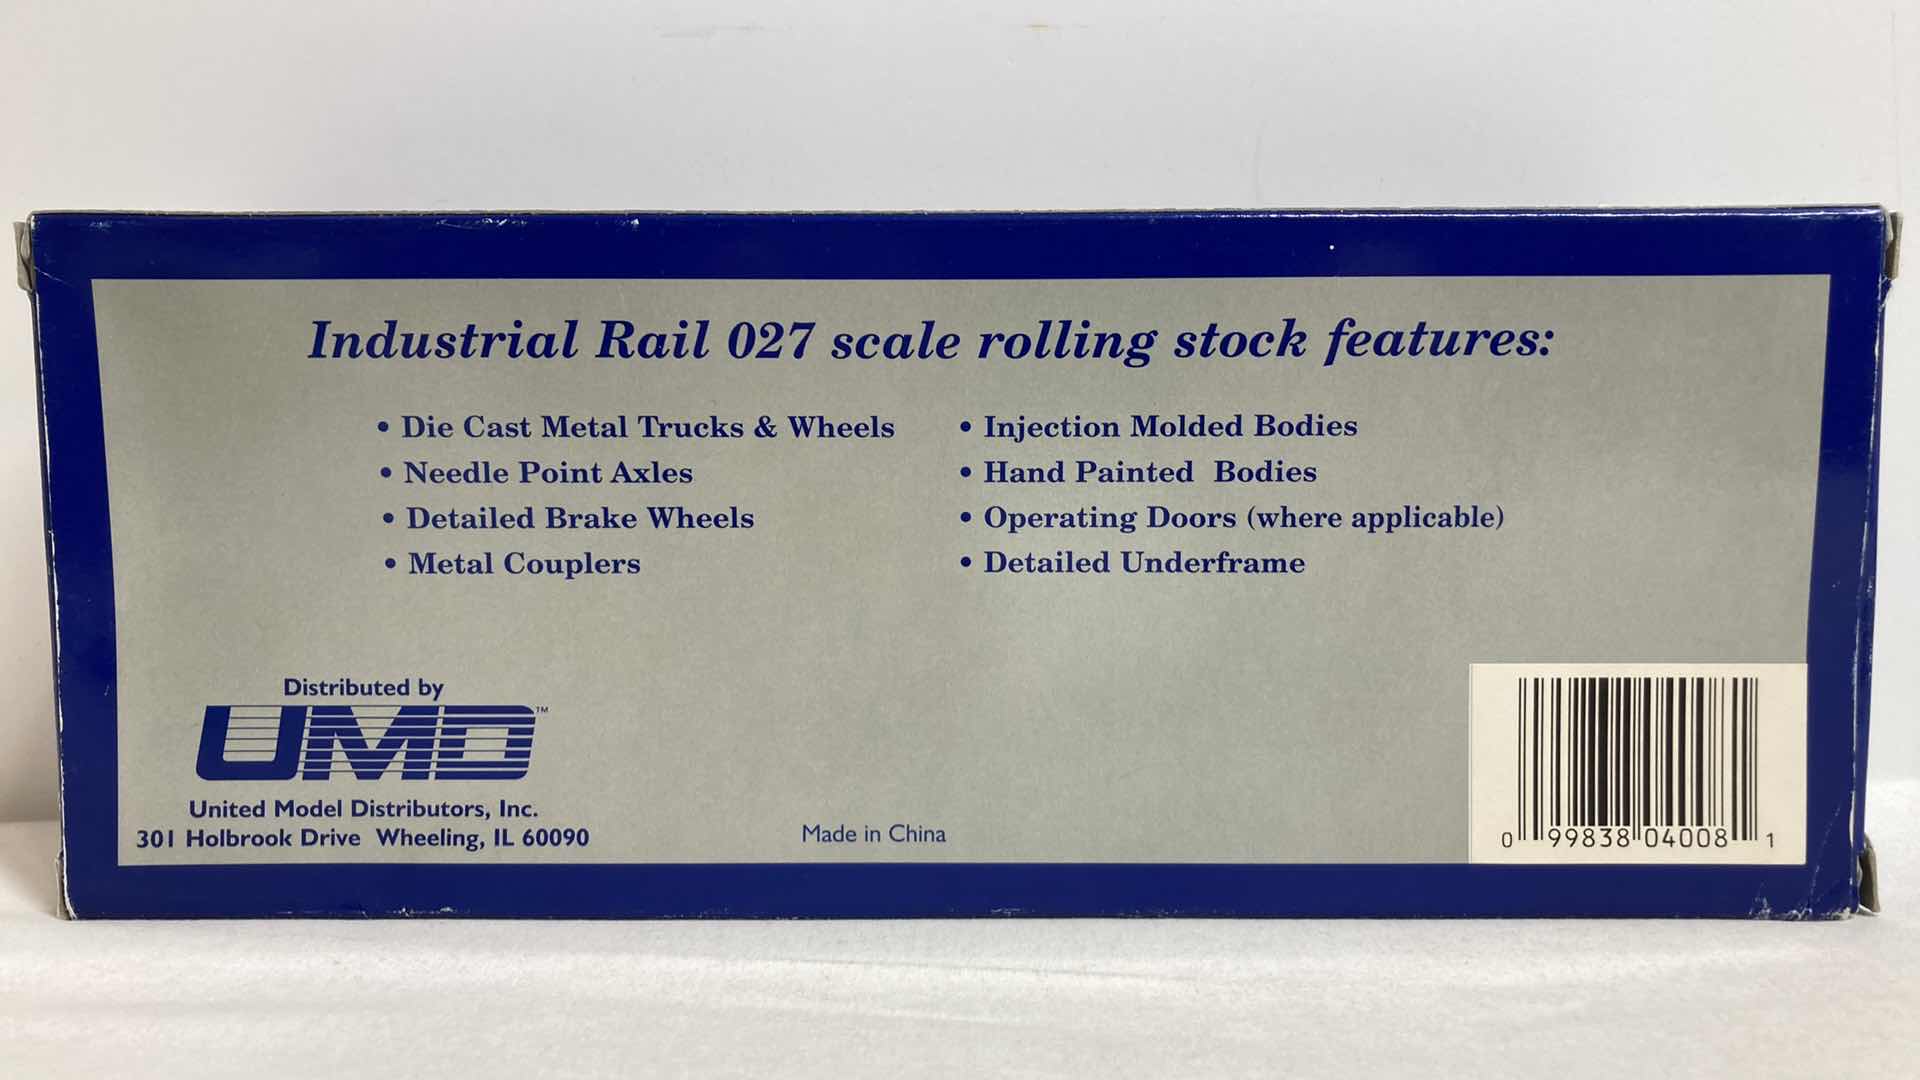 Industrial Rail 027 scale rolling stock features:
• Die Cast Metal Trucks & Wheels
• Needle Point Axles
• Detailed Brake Wheels
• Metal Couplers
• Injection Molded Bodies
• Hand Painted Bodies
• Operating Doors (where applicable)
• Detailed Underframe
Distributed by
UMD™
United Model Distributors, Inc.
301 Holbrook Drive Wheeling, IL 60090
Made in China
0 99838 04008 1